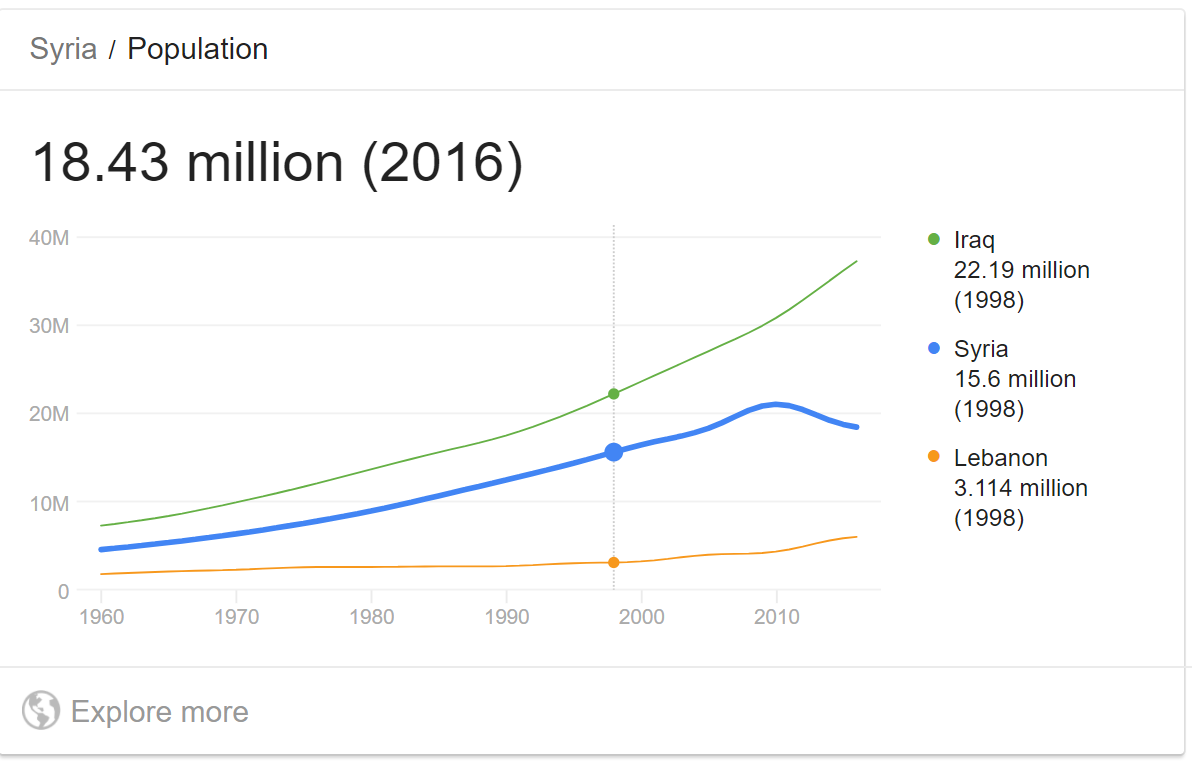 Syria / Population
18.43 million (2016)
40M
30M
20M
10M
0
1960 1970 1980 1990 2000 2010
Iraq
22.19 million
(1998)
Syria
15.6 million
(1998)
Lebanon
3.114 million
(1998)
Explore more